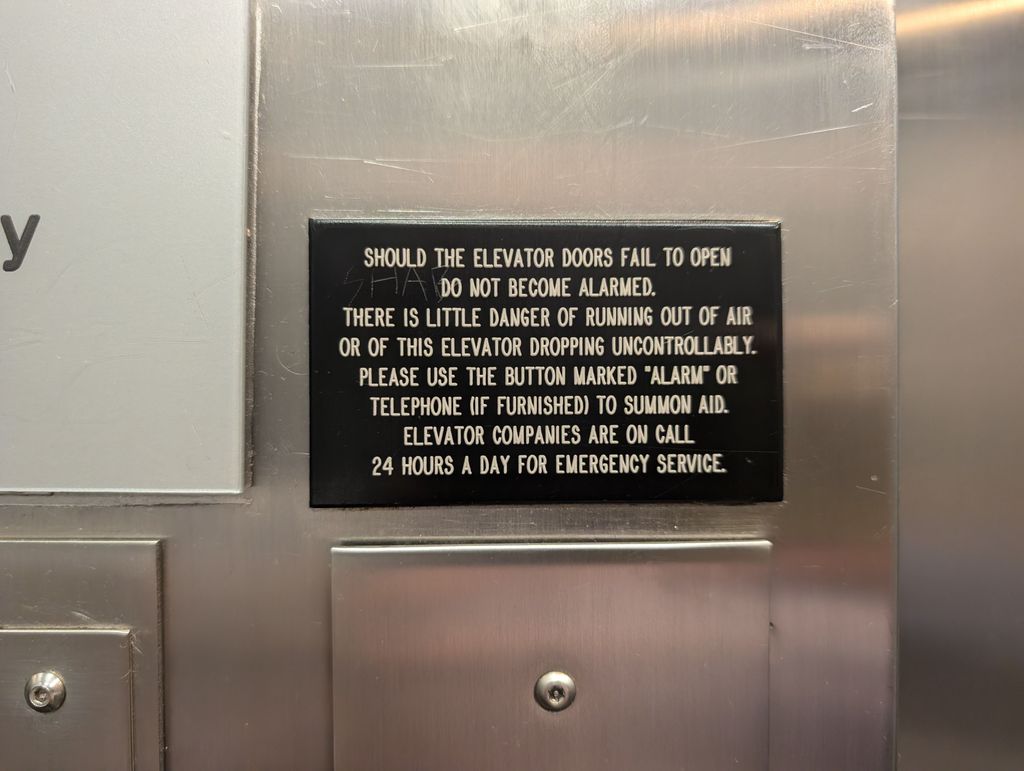 y
SHOULD THE ELEVATOR DOORS FAIL TO OPEN
DO NOT BECOME ALARMED.
THERE IS LITTLE DANGER OF RUNNING OUT OF AIR
OR OF THIS ELEVATOR DROPPING UNCONTROLLABLY.
PLEASE USE THE BUTTON MARKED "ALARM" OR
TELEPHONE (IF FURNISHED) TO SUMMON AID.
ELEVATOR COMPANIES ARE ON CALL
24 HOURS A DAY FOR EMERGENCY SERVICE.